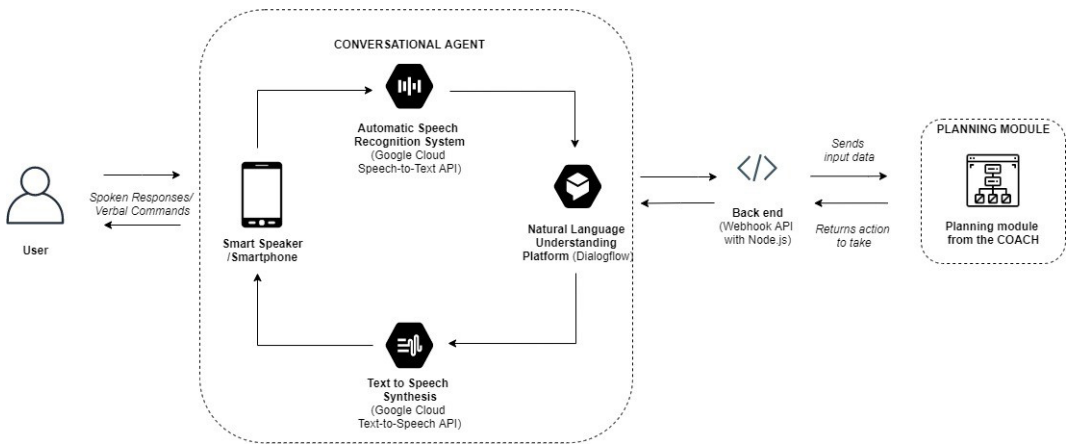 CONVERSATIONAL AGENT
Automatic Speech
Recognition System
(Google Cloud
Speech-to-Text API)
PLANNING MODULE
Sends
input data
Spoken Responses/
Verbal Commands
User
Smart Speaker
/Smartphone
Natural Language
Understanding
Platform (Dialogflow)
Back end
(Webhook API
with Node.js)
Returns action
to take
Planning module
from the COACH
Text to Speech
Synthesis
(Google Cloud
Text-to-Speech API)